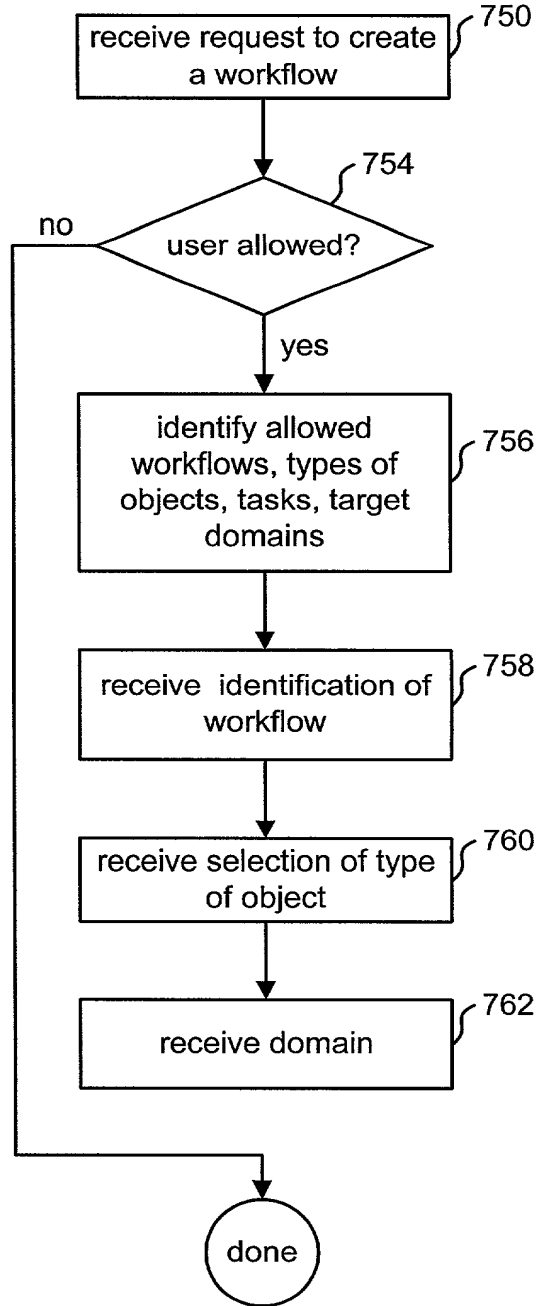 receive request to create
a workflow
750
754
no
user allowed?
yes
identify allowed
workflows, types of
objects, tasks, target
domains
756
receive identification of
workflow
758
receive selection of type
of object
760
receive domain
762
done